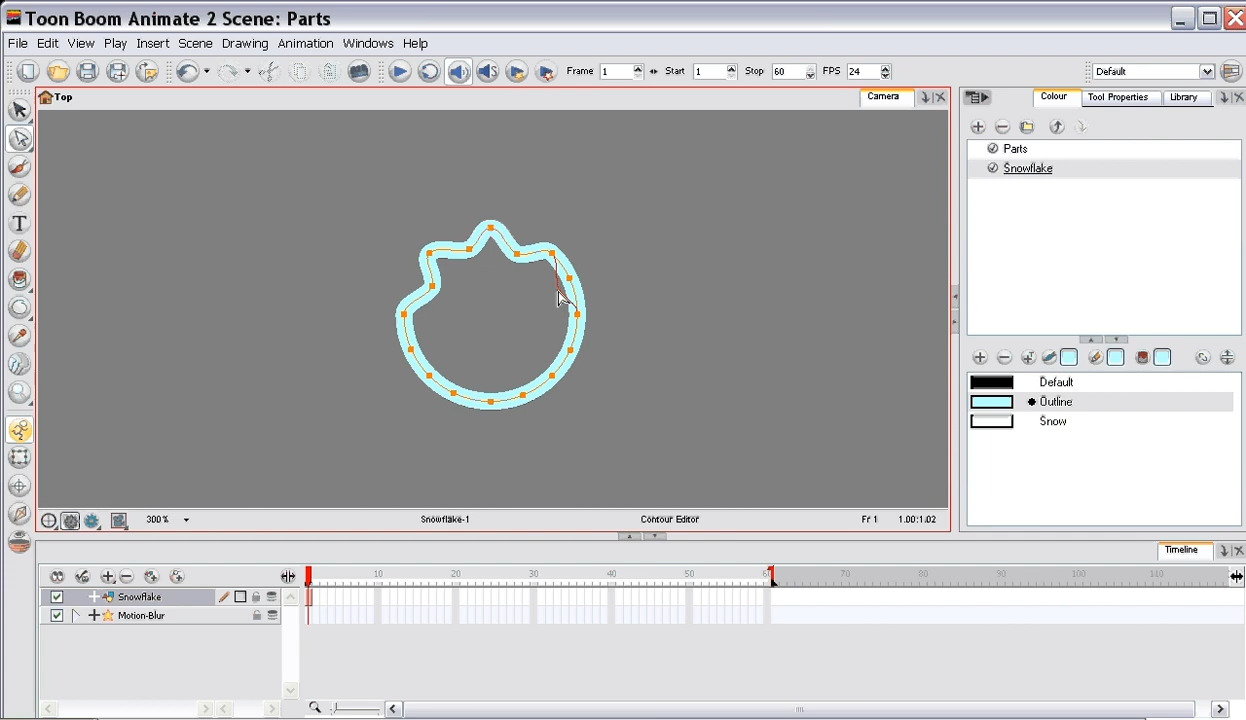 Toon Boom Animate 2 Scene: Parts
File Edit View Play Insert Scene Drawing Animation Windows Help
Frame 1 Start 1 Stop 60 FPS 24 Default
Top Camera Colour Tool Properties Library
Parts
Snowflake
T
Default
Outline
Snow
300% Snowflake-1 Contour Editor Fr 1 1.00:1.02
Timeline
10 20 30 40 50 60 70 80 90 100 110
Snowflake
Motion-Blur